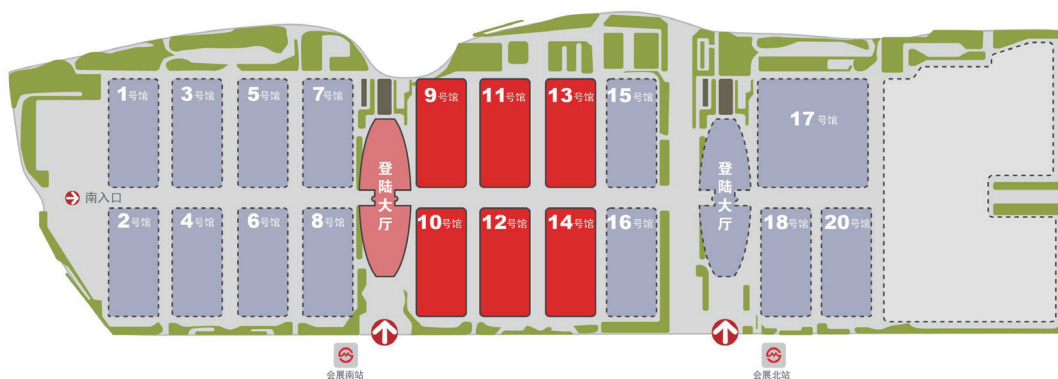 1号馆
3号馆
5号馆
7号馆
9号馆
11号馆
13号馆
15号馆
17号馆
登陆大厅
登陆大厅
南入口
2号馆
4号馆
6号馆
8号馆
10号馆
12号馆
14号馆
16号馆
18号馆
20号馆
会展南站
会展北站